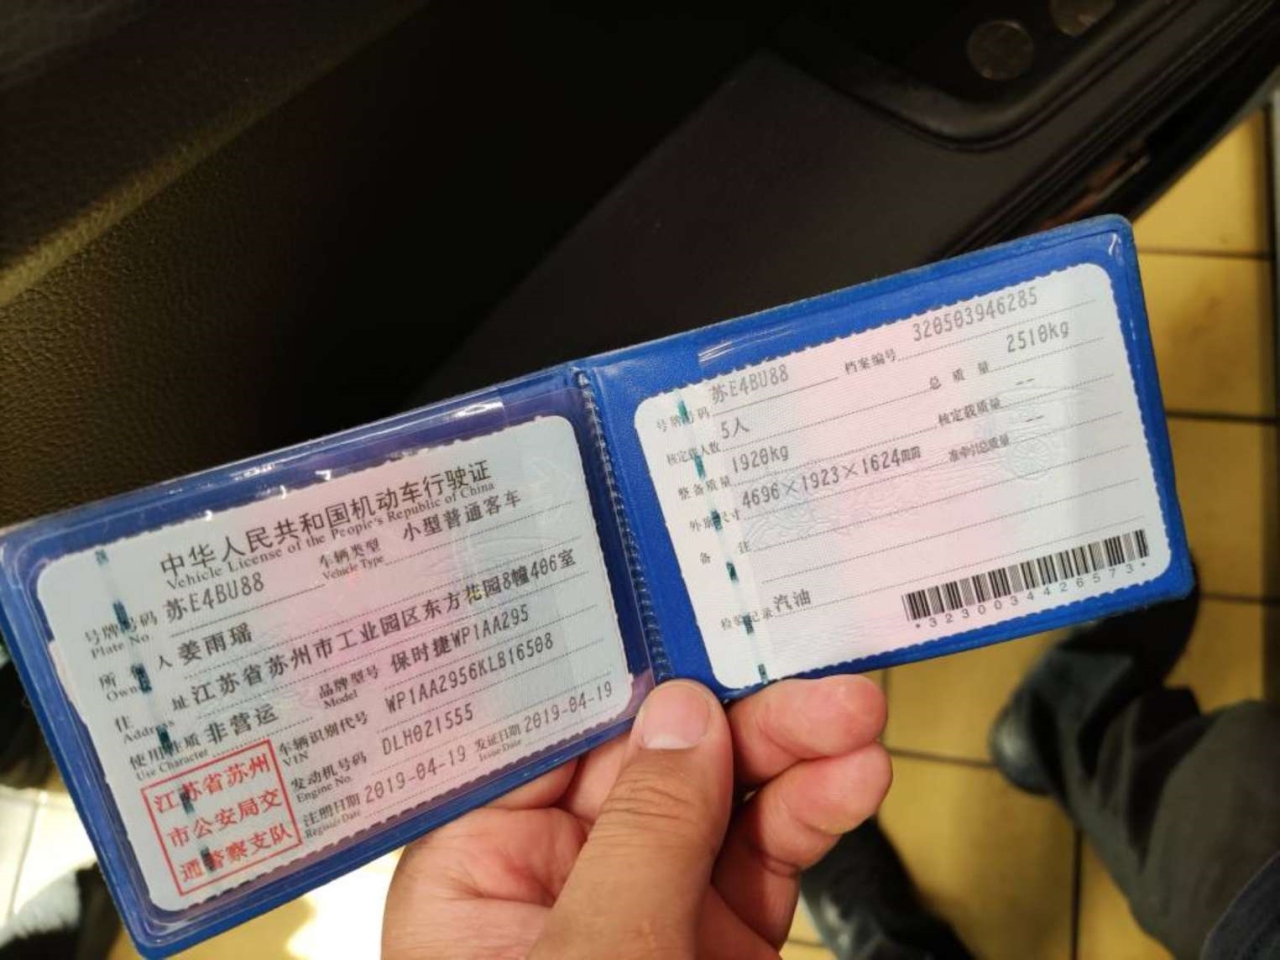 中华人民共和国机动车行驶证
Vehicle License of the People's Republic of China
号牌号码 苏E4BU88 车辆类型 小型普通客车
Plate No. Vehicle Type
所有人 姜雨瑶
Owner
住址 江苏省苏州市工业园区东方花园8幢406室
Address
使用性质 非营运 品牌型号 保时捷WP1AA295
Use Character Model
车辆识别代号 WP1AA2956KLB16508
VIN
发动机号码 DLH021555
Engine No.
注册日期 2019-04-19 发证日期 2019-04-19
Register Date Issue Date
江苏省苏州
市公安局交
通警察支队
号牌号码 苏E4BU88 档案编号 320503946285
核定载人数 5人 总质量 2510kg
整备质量 1920kg 核定载质量 --
外廓尺寸 4696×1923×1624mm 准牵引总质量 --
备注
检验记录 汽油
*3230034426573*